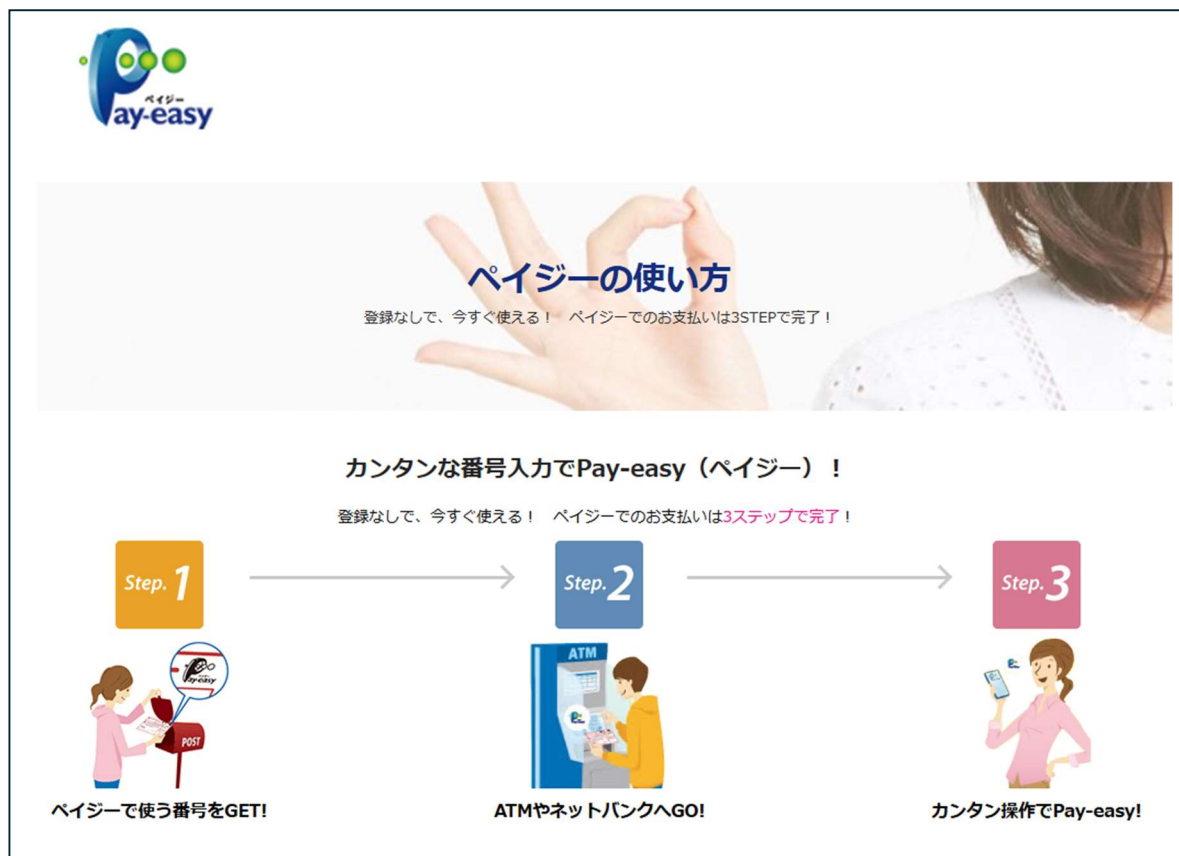 ペイジー
Pay-easy
ペイジーの使い方
登録なしで、今すぐ使える！　ペイジーでのお支払いは3STEPで完了！
カンタンな番号入力でPay-easy（ペイジー）！
登録なしで、今すぐ使える！　ペイジーでのお支払いは3ステップで完了！
Step.1
Step.2
Step.3
Pay-easy
POST
ATM
ペイジーで使う番号をGET!
ATMやネットバンクへGO!
カンタン操作でPay-easy!